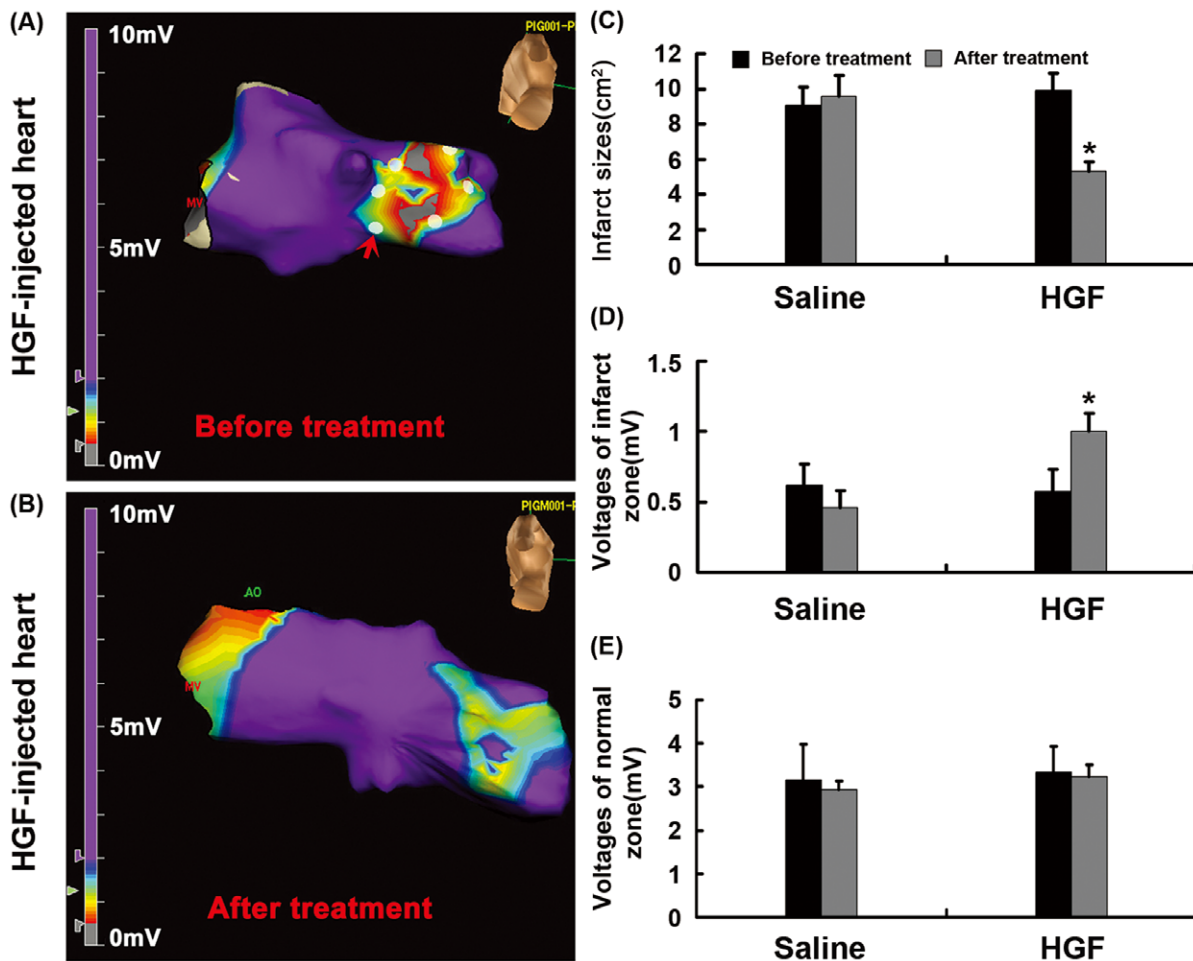 (A)
HGF-injected heart
10mV
5mV
0mV
PIG001-P
MV
Before treatment
(B)
HGF-injected heart
10mV
5mV
0mV
PIGM001-P
AO
MV
After treatment
(C)
Before treatment After treatment
Infarct sizes(cm²)
12
10
8
6
4
2
0
*
Saline HGF
(D)
Voltages of infarct
zone(mV)
1.5
1
0.5
0
*
Saline HGF
(E)
Voltages of normal
zone(mV)
5
4
3
2
1
0
Saline HGF